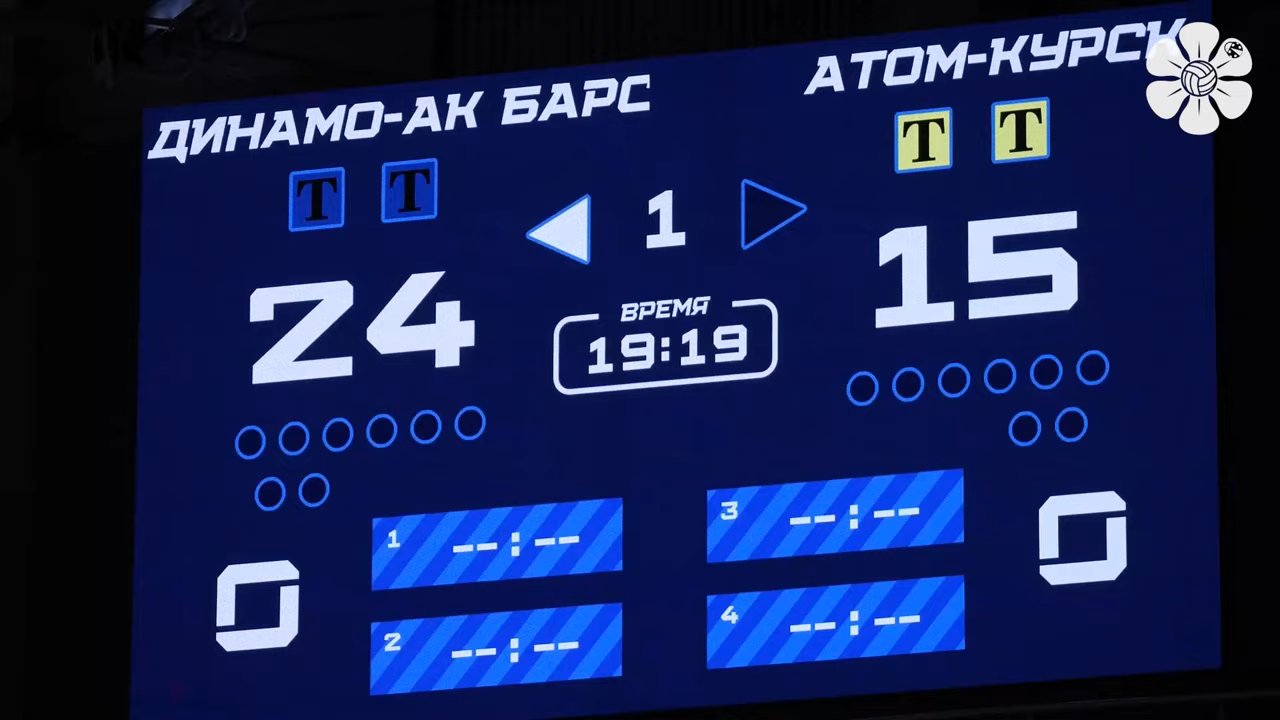 ДИНАМО-АК БАРС
АТОМ-КУРСК
T T
T T
1
24
15
ВРЕМЯ
19:19
0
1 --:--
2 --:--
3 --:--
4 --:--
0